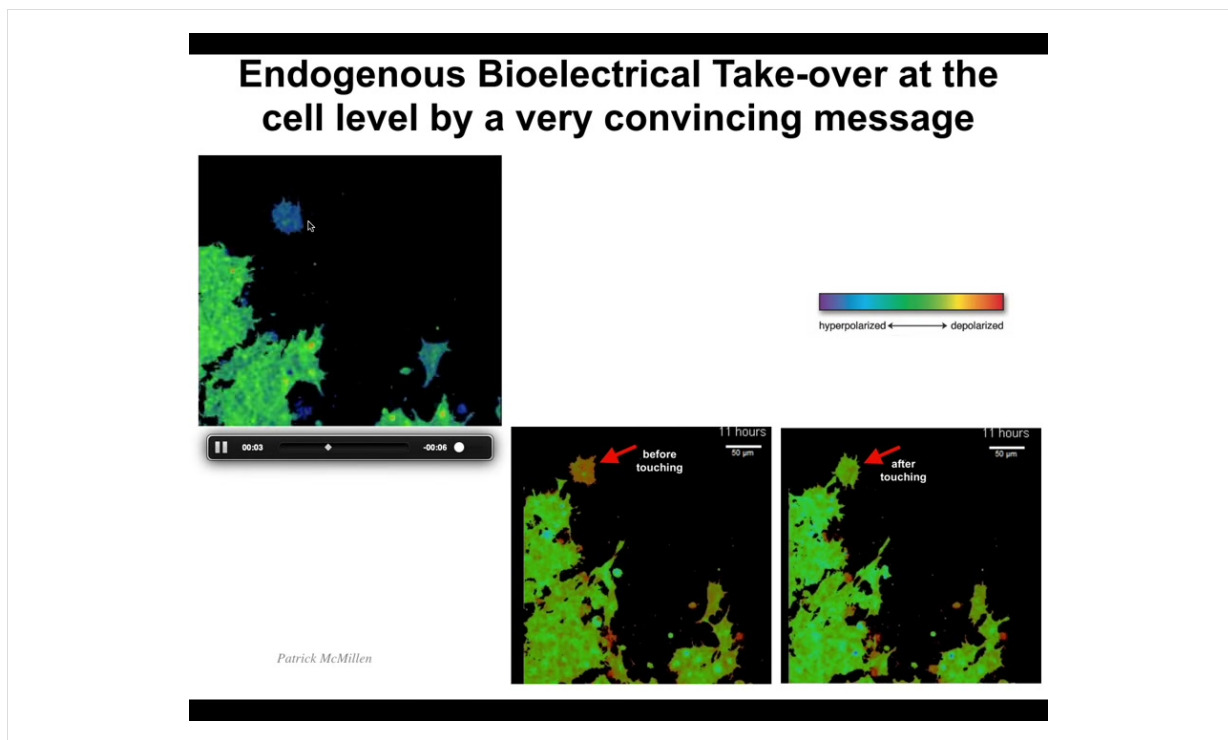 Endogenous Bioelectrical Take-over at the
cell level by a very convincing message
hyperpolarized ⟷ depolarized
00:03 -00:06
11 hours
50 µm
before
touching
11 hours
50 µm
after
touching
Patrick McMillen